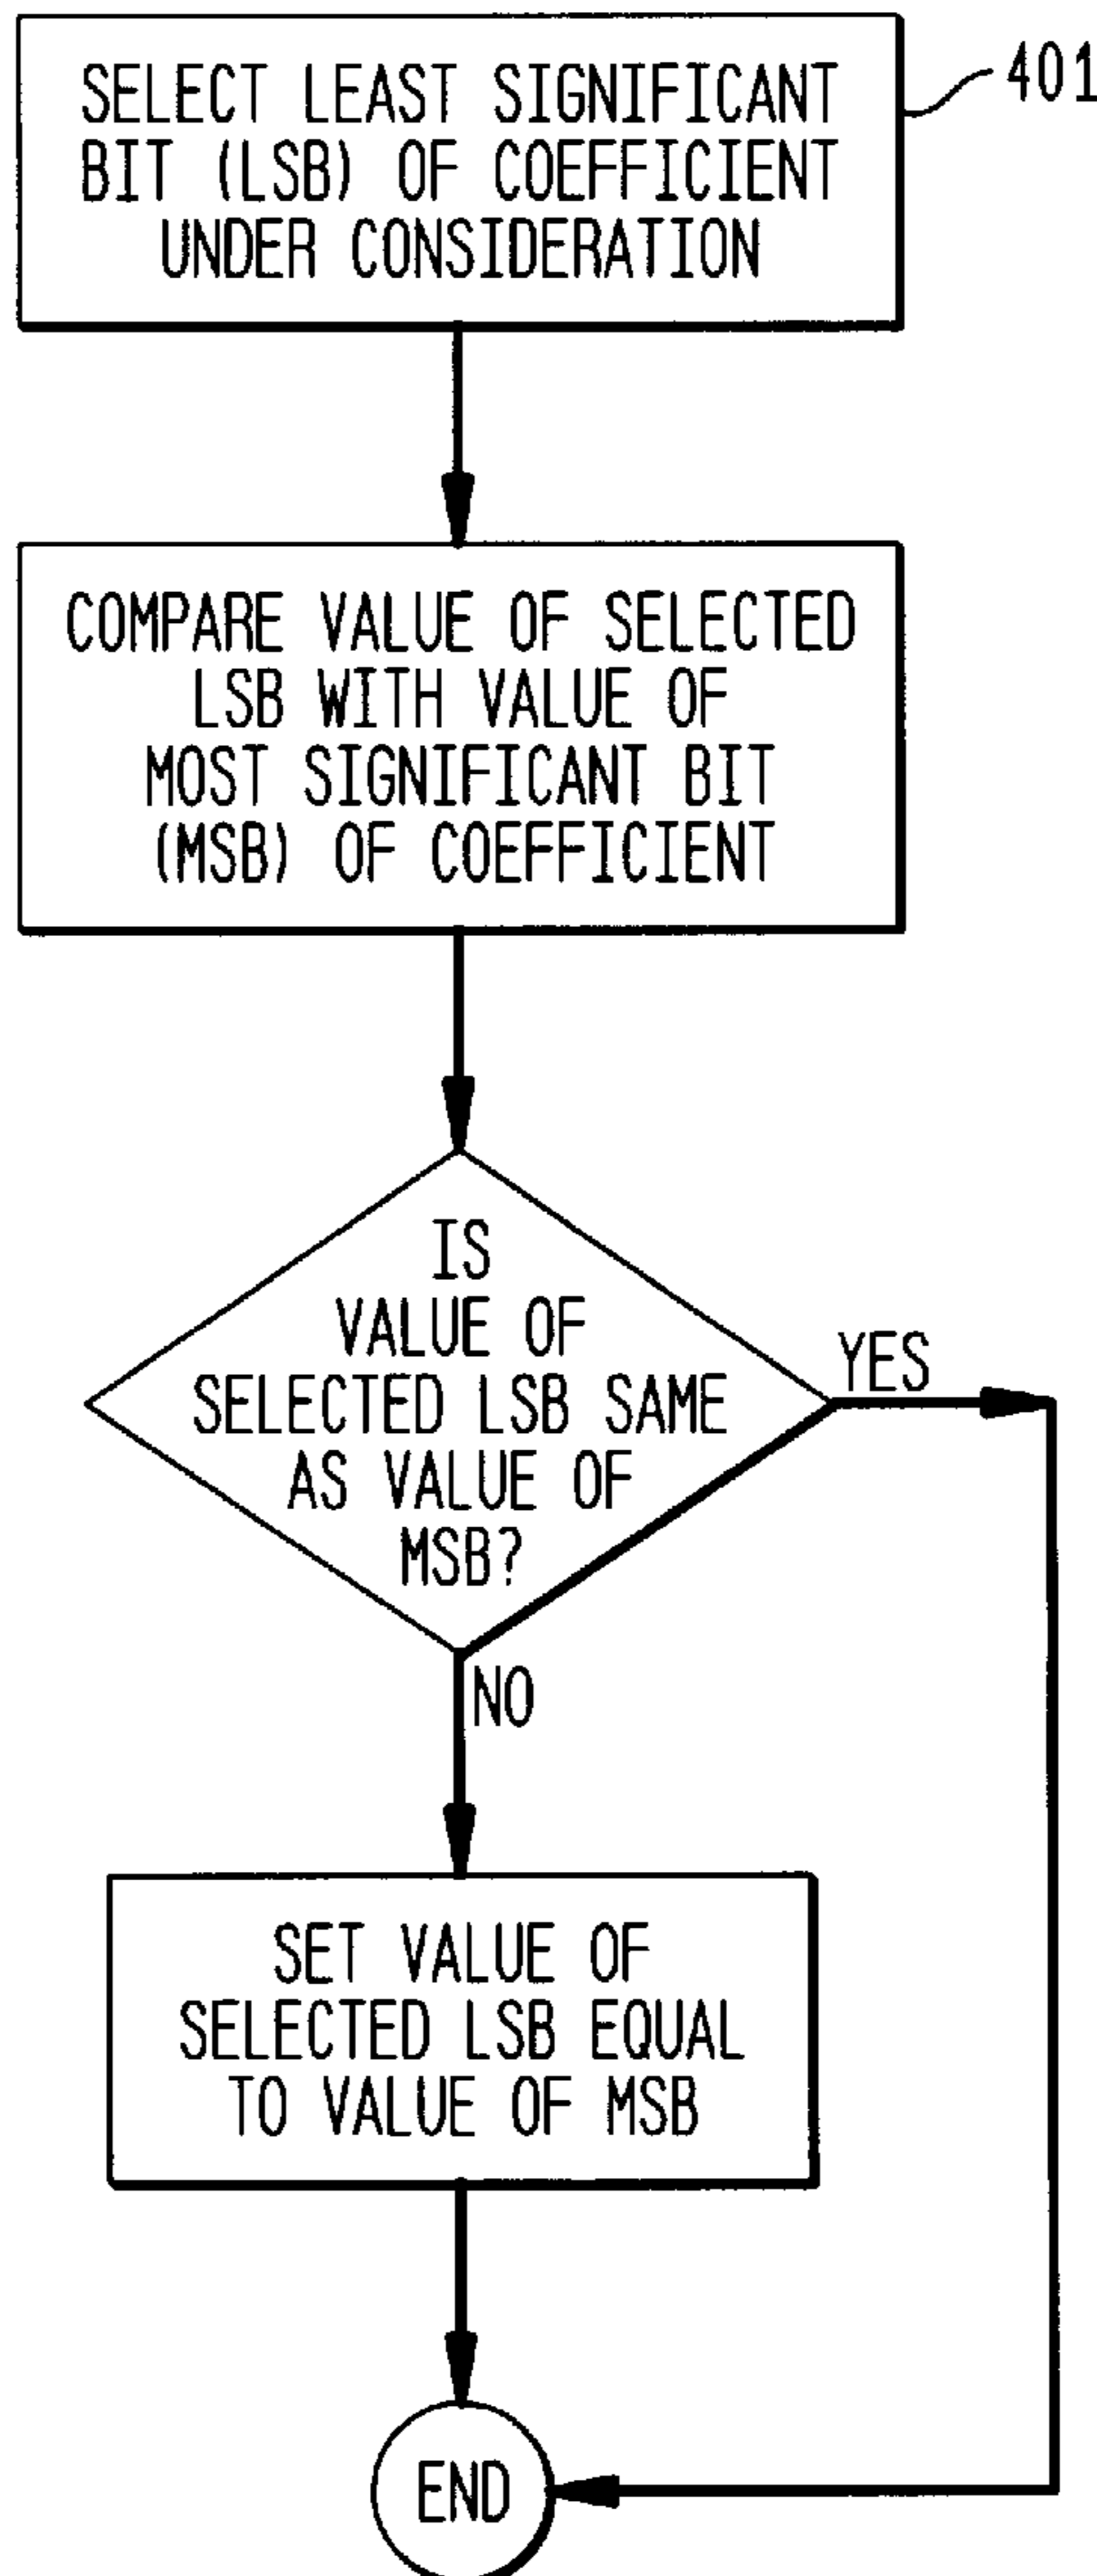 SELECT LEAST SIGNIFICANT
BIT (LSB) OF COEFFICIENT
UNDER CONSIDERATION
401
COMPARE VALUE OF SELECTED
LSB WITH VALUE OF
MOST SIGNIFICANT BIT
(MSB) OF COEFFICIENT
IS
VALUE OF
SELECTED LSB SAME
AS VALUE OF
MSB?
YES
NO
SET VALUE OF
SELECTED LSB EQUAL
TO VALUE OF MSB
END